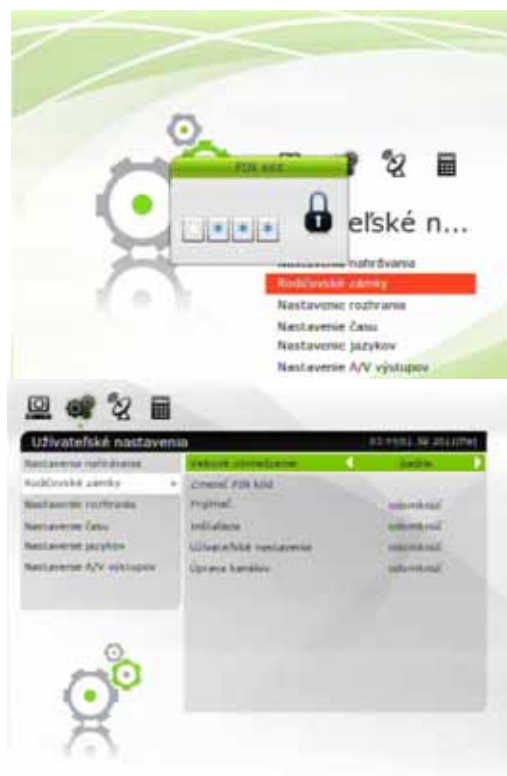 PIN kód
eľské n...
Nastavenie nahrávania
Rodičovské zámky
Nastavenie rozhrania
Nastavenie času
Nastavenie jazykov
Nastavenie A/V výstupov
Užívateľské nastavenia
Nastavenie nahrávania
Vekové obmedzenie
žiadne
Rodičovské zámky
Zmeniť PIN kód
Nastavenie rozhrania
Prijímač
odomknúť
Nastavenie času
Inštalácia
odomknúť
Nastavenie jazykov
Užívateľské nastavenia
odomknúť
Nastavenie A/V výstupov
Úprava kanálov
odomknúť